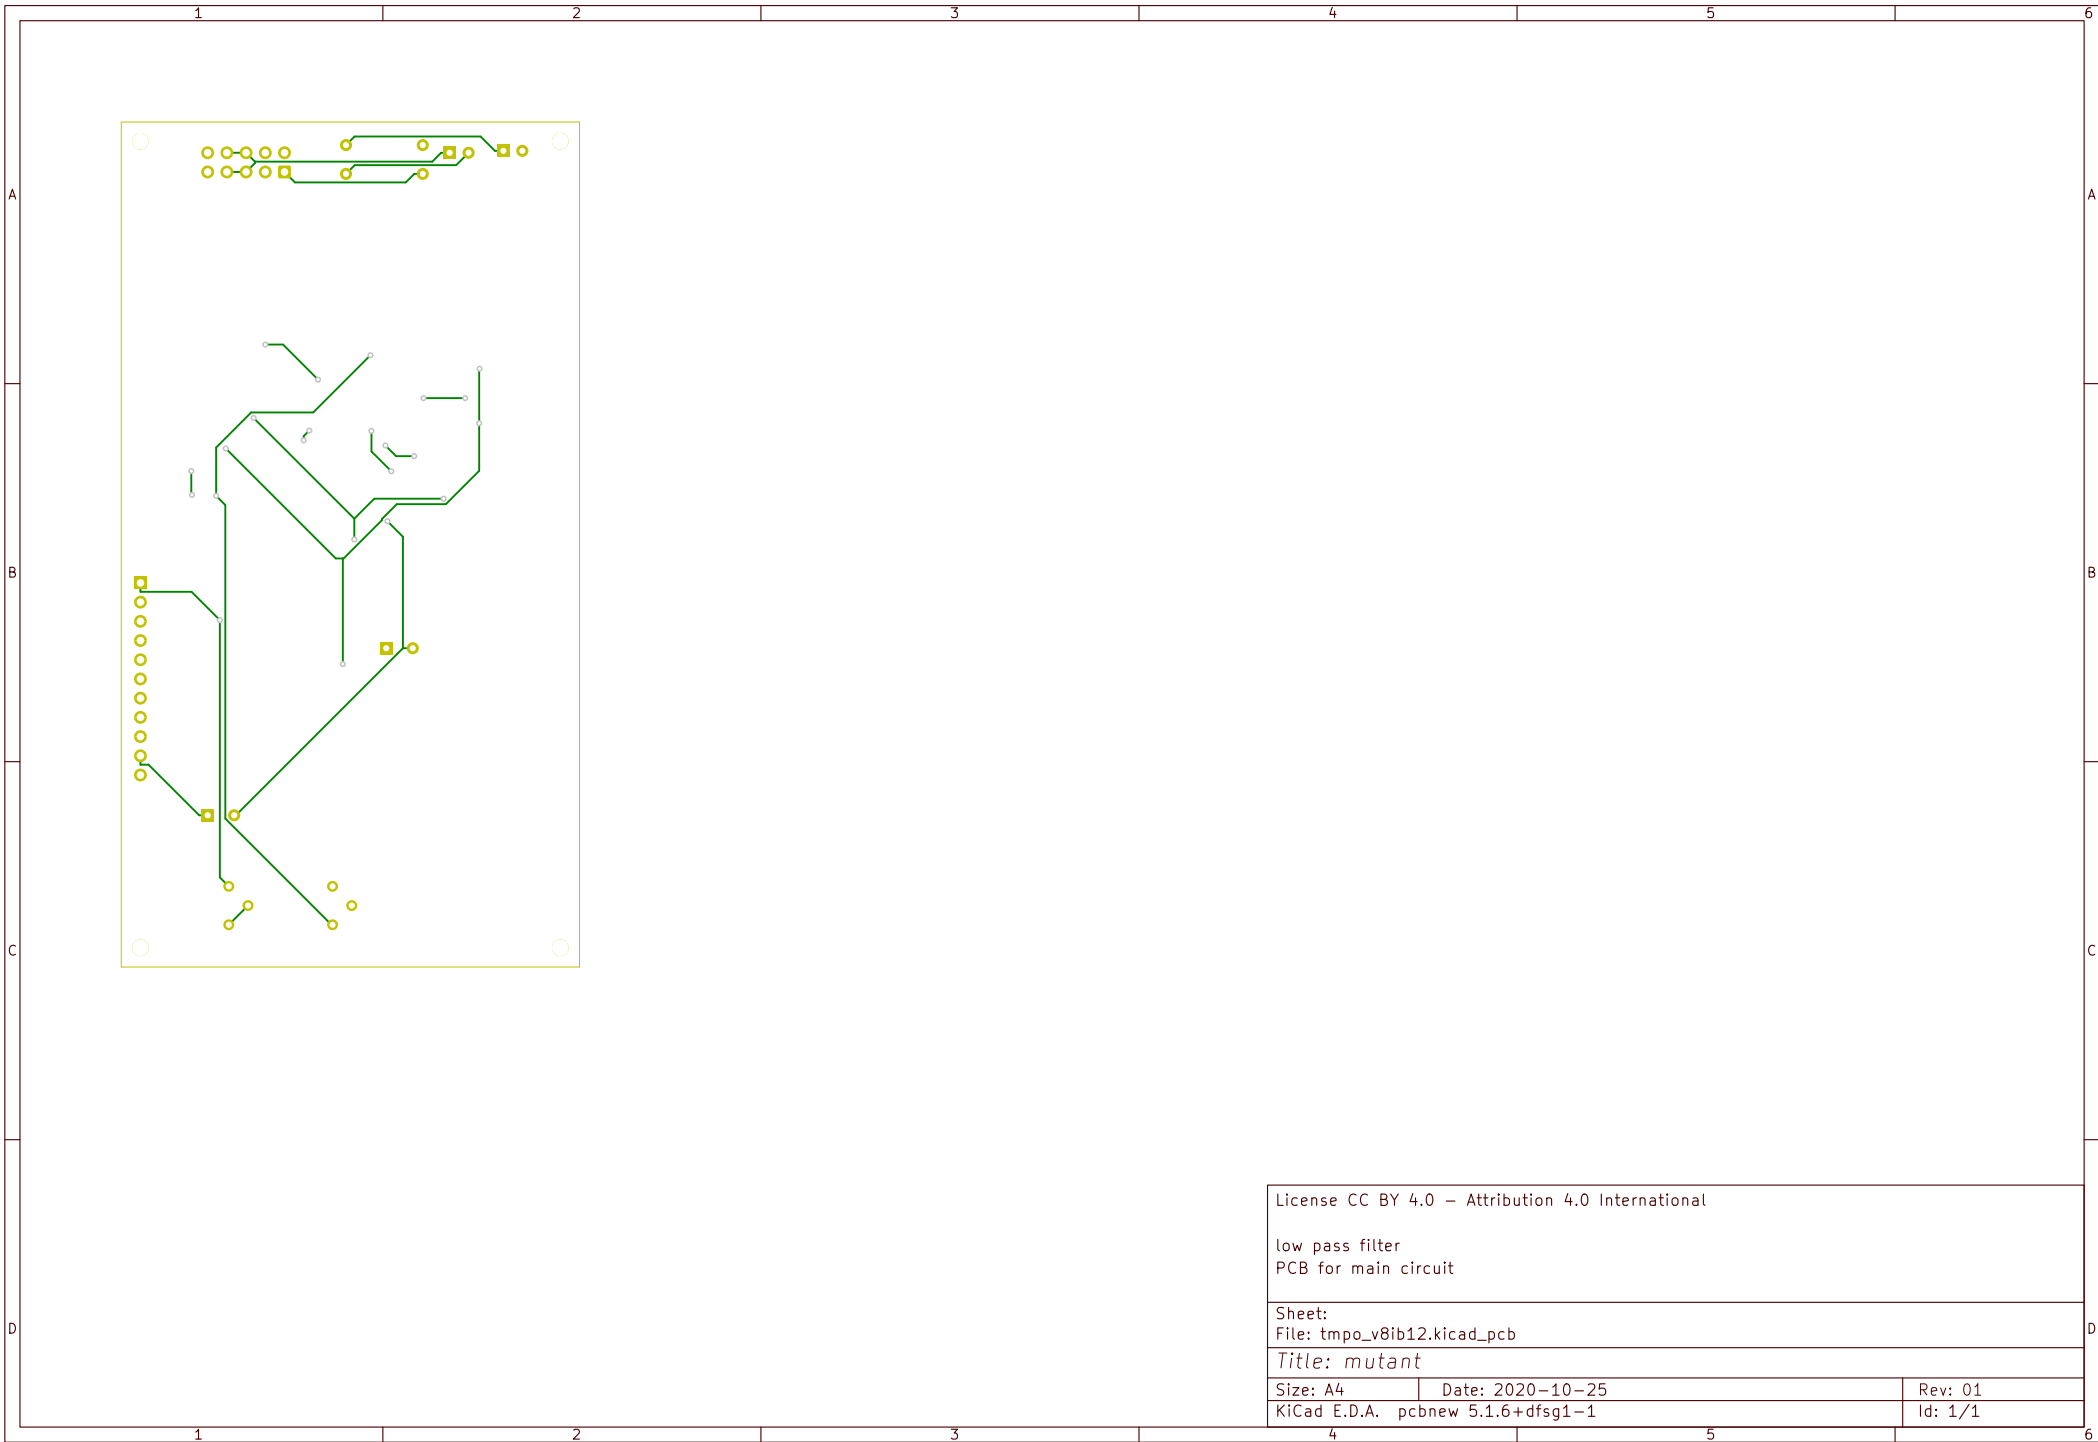 1 2 3 4 5 6
A A
B B
C C
License CC BY 4.0 - Attribution 4.0 International
low pass filter
PCB for main circuit
Sheet:
D D
File: tmpo_v8ib12.kicad_pcb
Title: mutant
Size: A4 Date: 2020-10-25 Rev: 01
KiCad E.D.A. pcbnew 5.1.6+dfsg1-1 Id: 1/1
1 2 3 4 5 6